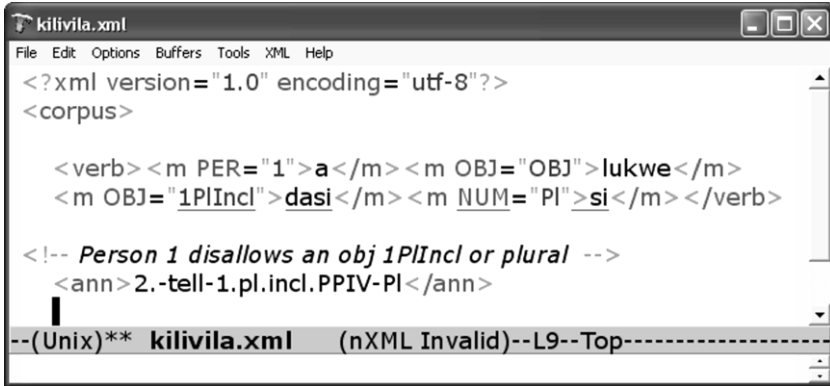 kilivila.xml
File Edit Options Buffers Tools XML Help
<?xml version="1.0" encoding="utf-8"?>
<corpus>
<verb><m PER="1">a</m><m OBJ="OBJ">lukwe</m>
<m OBJ="1PlIncl">dasi</m><m NUM="Pl">si</m></verb>
<!-- Person 1 disallows an obj 1PlIncl or plural -->
<ann>2.-tell-1.pl.incl.PPIV-Pl</ann>
--(Unix)** kilivila.xml (nXML Invalid)--L9--Top--------------------